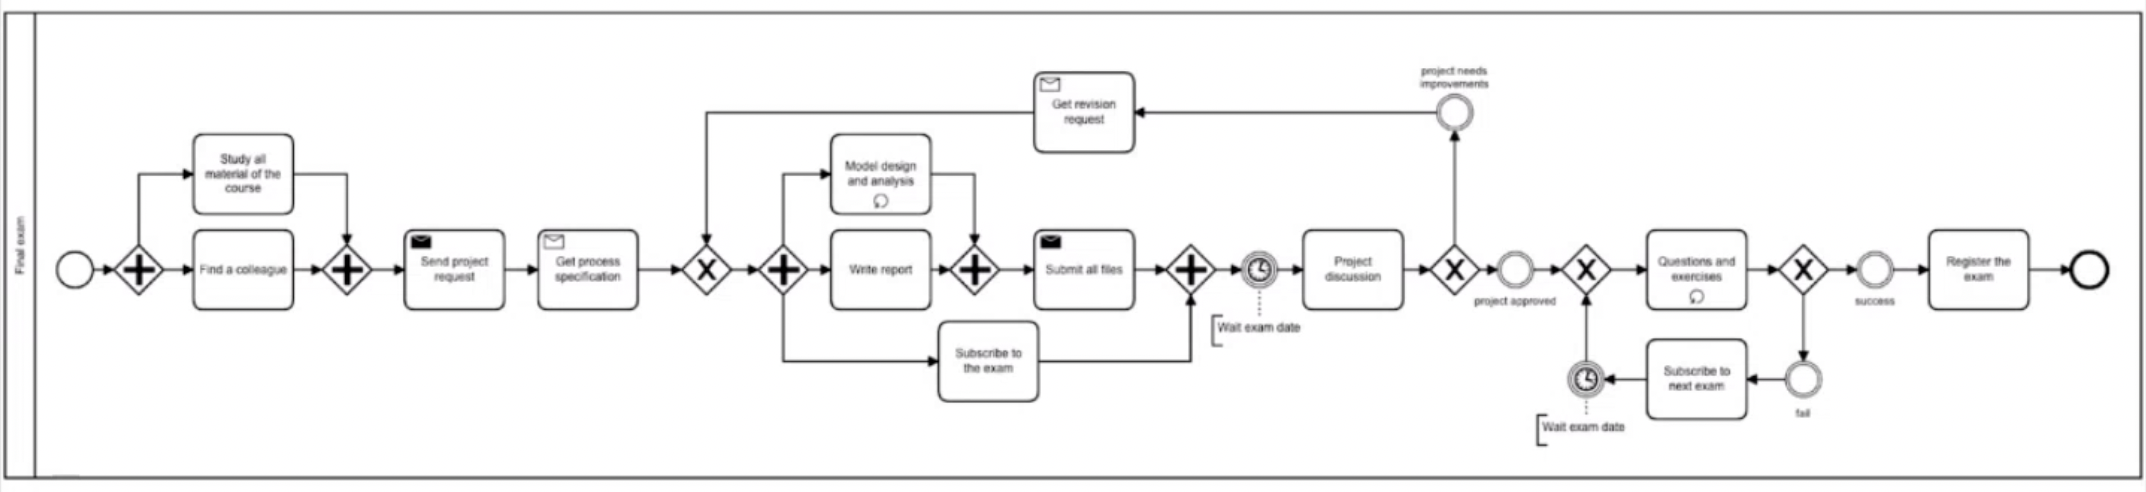 Final exam
Study all
material of the
course
Find a colleague
Send project
request
Get process
specification
Model design
and analysis
Write report
Subscribe to
the exam
Get revision
request
Submit all files
Wait exam date
Project
discussion
project needs
improvements
project approved
Questions and
exercises
Subscribe to
next exam
Wait exam date
fail
success
Register the
exam